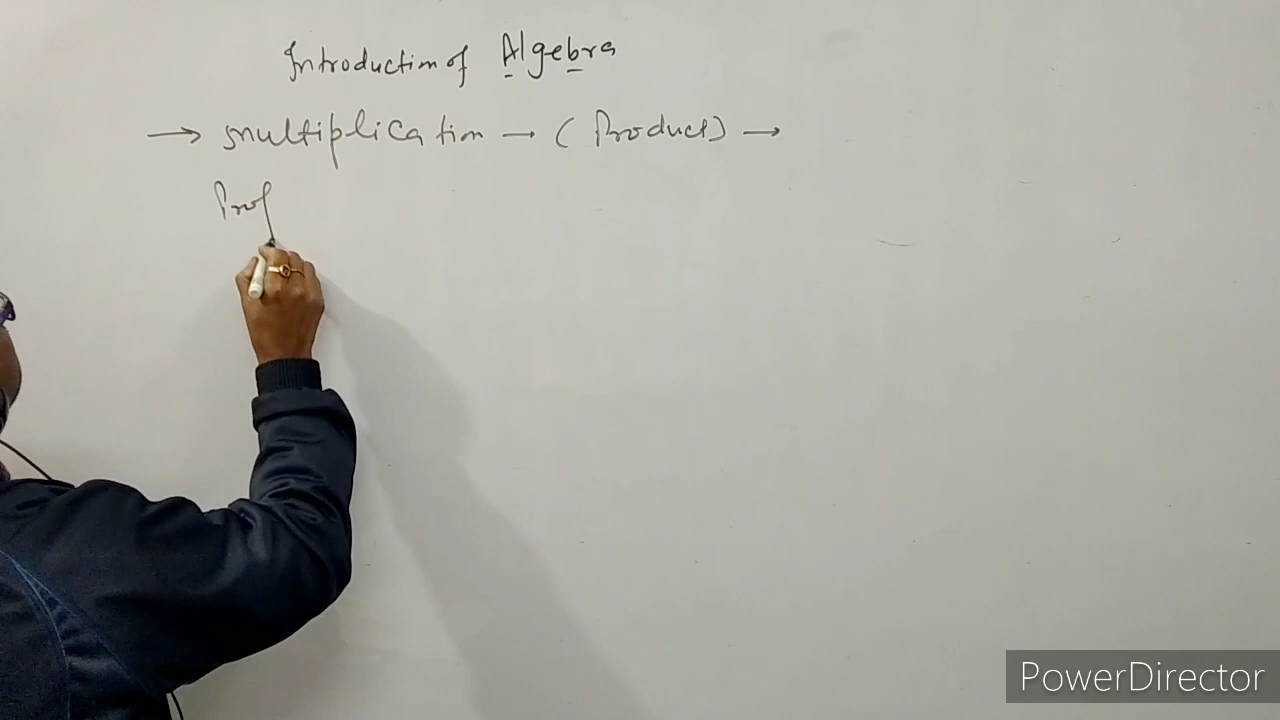 Introduction of Algebra
→ multiplication → (Product) →
Prof
PowerDirector